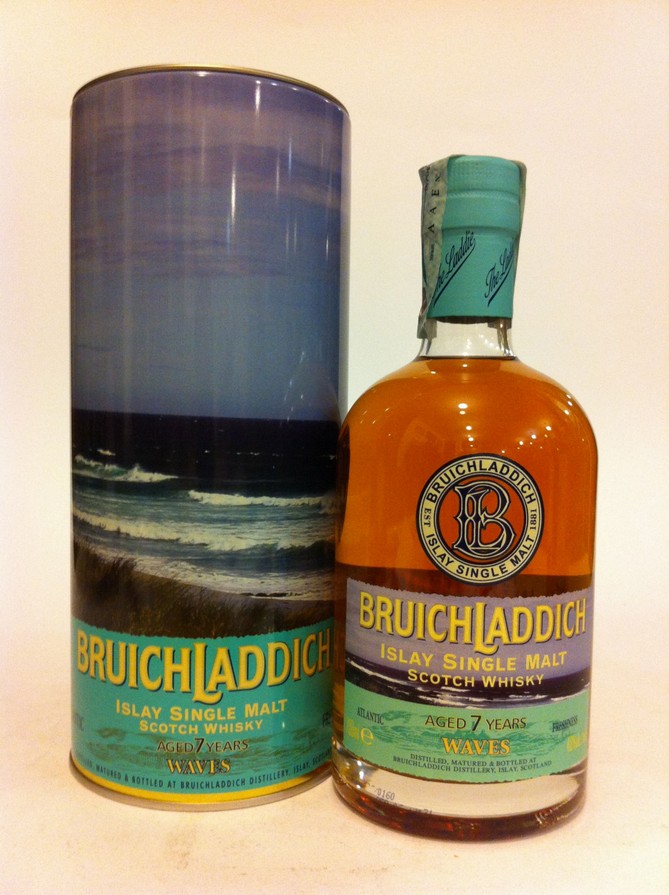 BRUICHLADDICH
ISLAY SINGLE MALT
SCOTCH WHISKY
AGED 7 YEARS
WAVES
MATURED & BOTTLED AT BRUICHLADDICH DISTILLERY, ISLAY,
The Laddie
The
BRUICHLADDICH
EST 1881
ISLAY SINGLE MALT
B
BRUICHLADDICH
ISLAY SINGLE MALT
SCOTCH WHISKY
ATLANTIC
FRESHNESS
AGED 7 YEARS
WAVES
DISTILLED, MATURED & BOTTLED AT
BRUICHLADDICH DISTILLERY, ISLAY, SCOTLAND